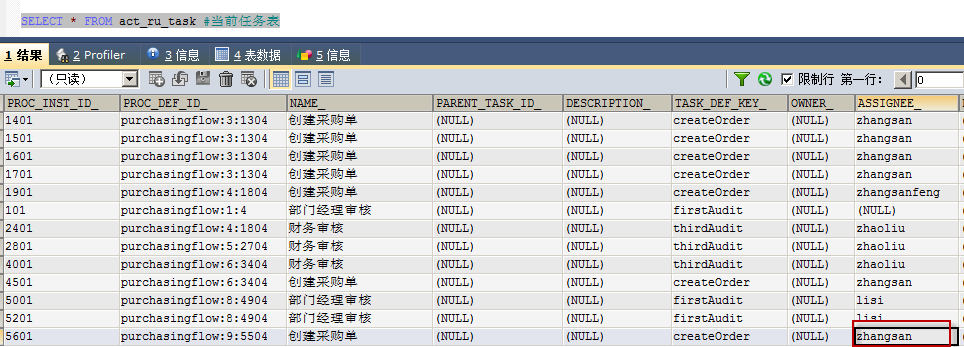 SELECT * FROM act_ru_task #当前任务表
1 结果 2 Profiler 3 信息 4 表数据 5 信息
(只读) 限制行 第一行: 0
PROC_INST_ID_ PROC_DEF_ID_ NAME_ PARENT_TASK_ID_ DESCRIPTION_ TASK_DEF_KEY_ OWNER_ ASSIGNEE_
1401 purchasingflow:3:1304 创建采购单 (NULL) (NULL) createOrder (NULL) zhangsan
1501 purchasingflow:3:1304 创建采购单 (NULL) (NULL) createOrder (NULL) zhangsan
1601 purchasingflow:3:1304 创建采购单 (NULL) (NULL) createOrder (NULL) zhangsan
1701 purchasingflow:3:1304 创建采购单 (NULL) (NULL) createOrder (NULL) zhangsan
1901 purchasingflow:4:1804 创建采购单 (NULL) (NULL) createOrder (NULL) zhangsanfeng
101 purchasingflow:1:4 部门经理审核 (NULL) (NULL) firstAudit (NULL) (NULL)
2401 purchasingflow:4:1804 财务审核 (NULL) (NULL) thirdAudit (NULL) zhaoliu
2801 purchasingflow:5:2704 财务审核 (NULL) (NULL) thirdAudit (NULL) zhaoliu
4001 purchasingflow:6:3404 财务审核 (NULL) (NULL) thirdAudit (NULL) zhaoliu
4501 purchasingflow:6:3404 创建采购单 (NULL) (NULL) createOrder (NULL) zhangsan
5001 purchasingflow:8:4904 部门经理审核 (NULL) (NULL) firstAudit (NULL) lisi
5201 purchasingflow:8:4904 部门经理审核 (NULL) (NULL) firstAudit (NULL) lisi
5601 purchasingflow:9:5504 创建采购单 (NULL) (NULL) createOrder (NULL) zhangsan